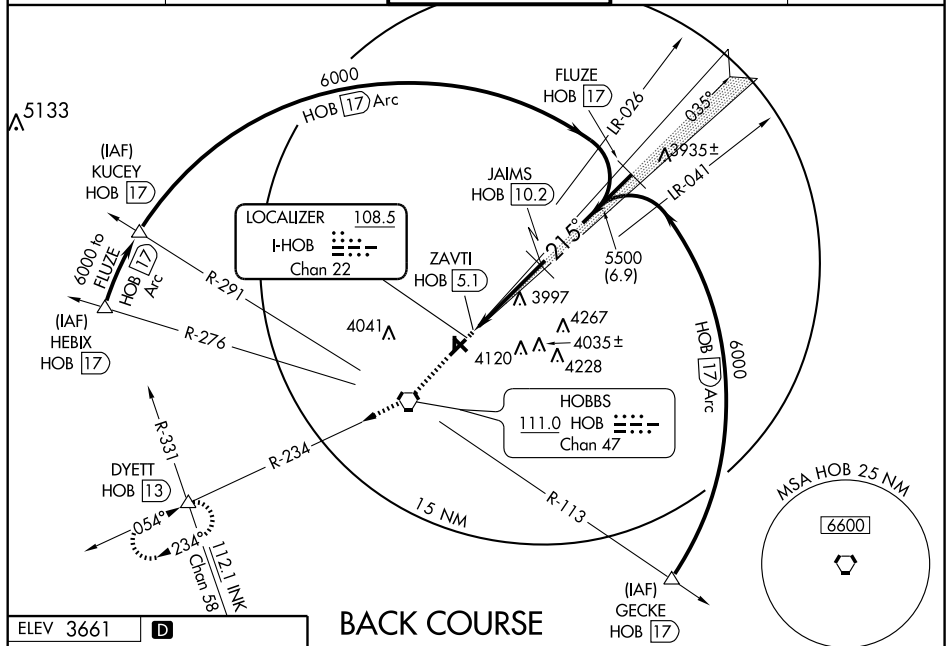 5133
6000
HOB 17 Arc
FLUZE
HOB 17
LR-026
035°
3935±
LR-041
(IAF)
KUCEY
HOB 17
JAIMS
HOB 10.2
LOCALIZER 108.5
I-HOB
Chan 22
215°
5500
(6.9)
ZAVTI
HOB 5.1
6000 to
FLUZE
HOB 17
Arc
R-291
3997
(IAF)
HEBIX
HOB 17
R-276
4041
4267
4035±
4120
4228
6000
HOB 17 Arc
HOBBS
111.0 HOB
Chan 47
R-331
R-234
DYETT
HOB 13
R-113
MSA HOB 25 NM
6600
15 NM
054°
234°
112.1 INK
Chan 58
(IAF)
GECKE
HOB 17
ELEV 3661 D
BACK COURSE